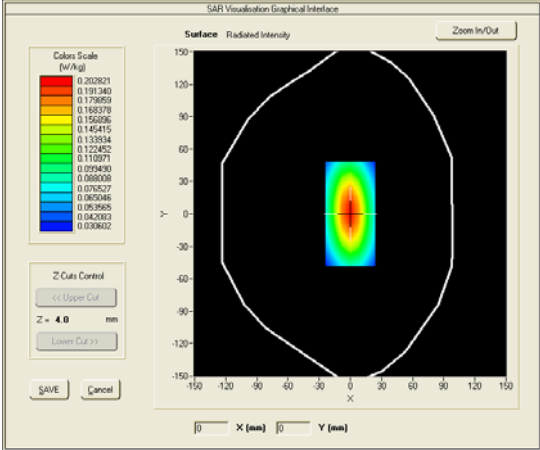 SAR Visualisation Graphical Interface
Surface Radiated Intensity
Zoom In/Out
Colors Scale
(W/kg)
0.202821
0.191340
0.179859
0.168378
0.156896
0.145415
0.133934
0.122452
0.110971
0.099490
0.088008
0.076527
0.065046
0.053565
0.042083
0.030602
Z-Cuts Control
<< Upper Cut
Z = 4.0 mm
Lower Cut >>
SAVE Cancel
150
120
90
60
30
0
-30
-60
-90
-120
-150
Y
-150 -120 -90 -60 -30 0 30 60 90 120 150
X
0 X (mm) 0 Y (mm)